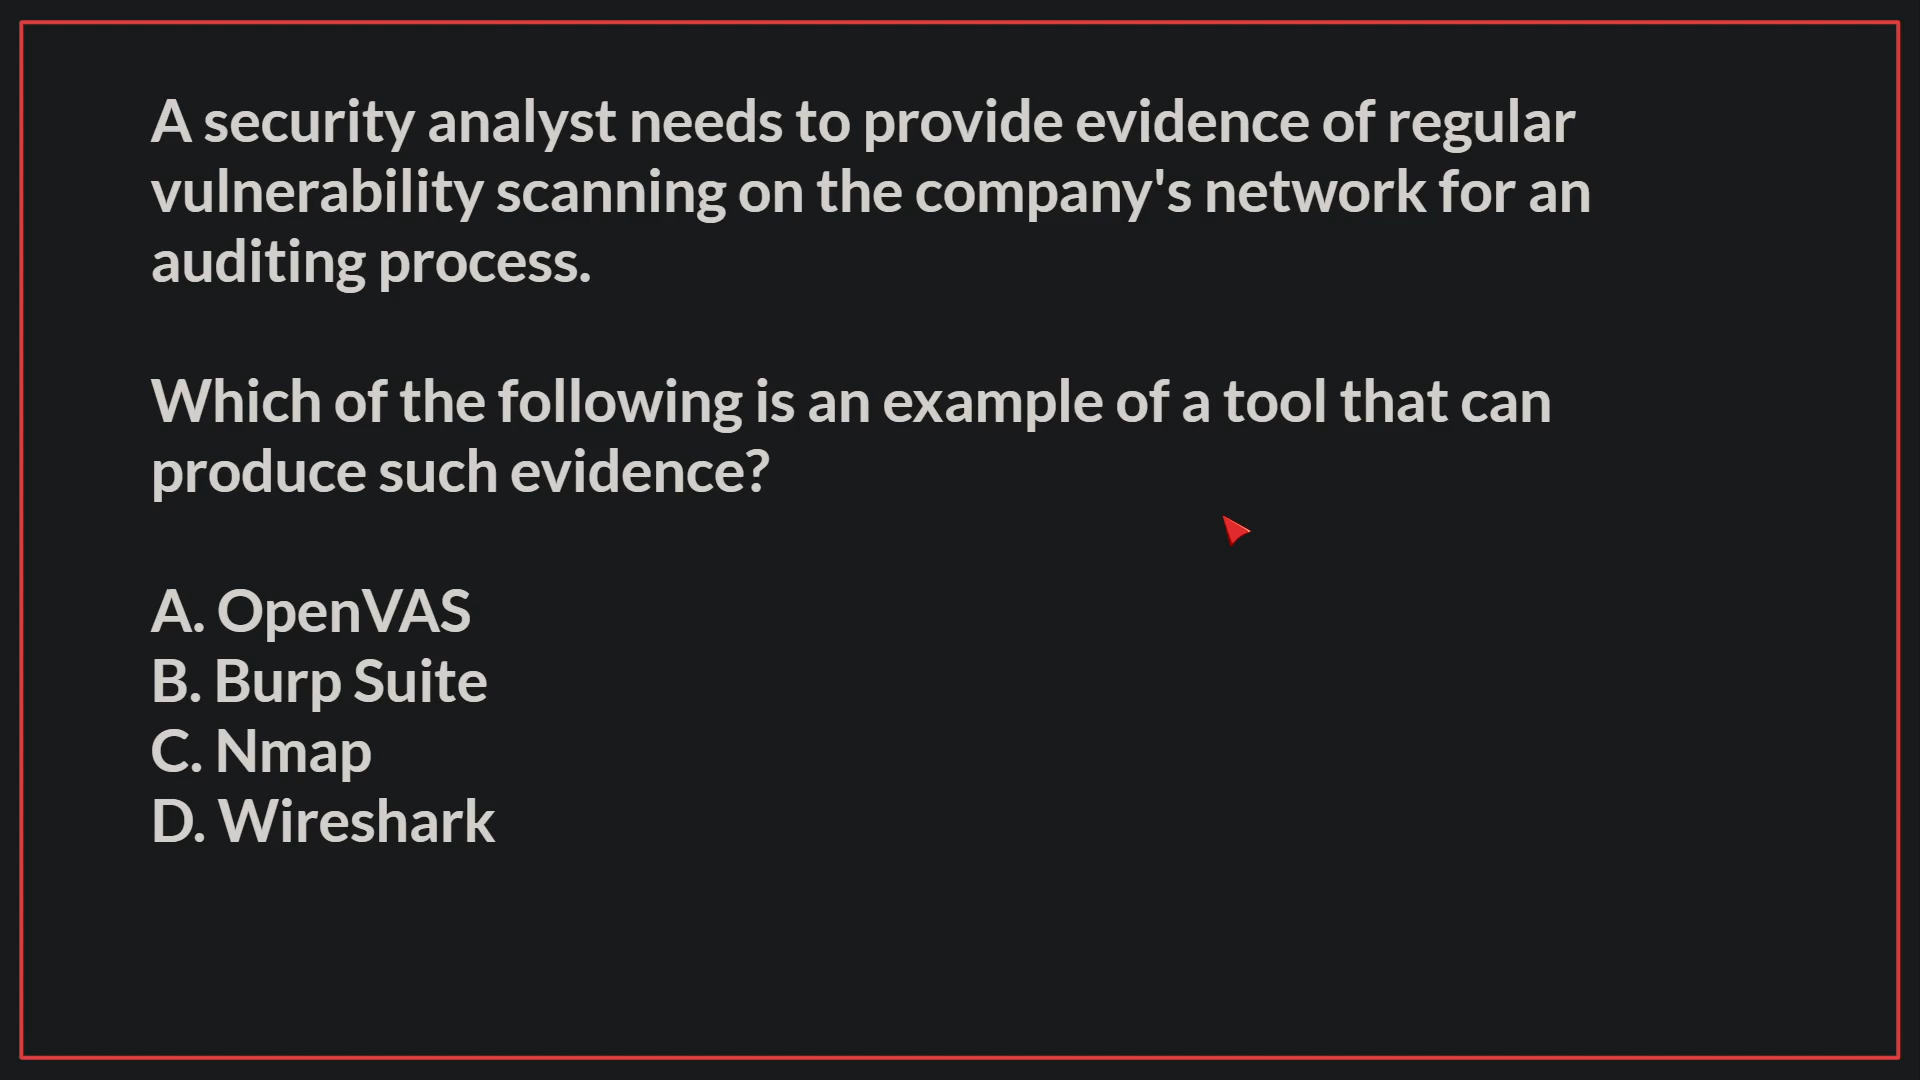 A security analyst needs to provide evidence of regular
vulnerability scanning on the company's network for an
auditing process.
Which of the following is an example of a tool that can
produce such evidence?
A. OpenVAS
B. Burp Suite
C. Nmap
D. Wireshark